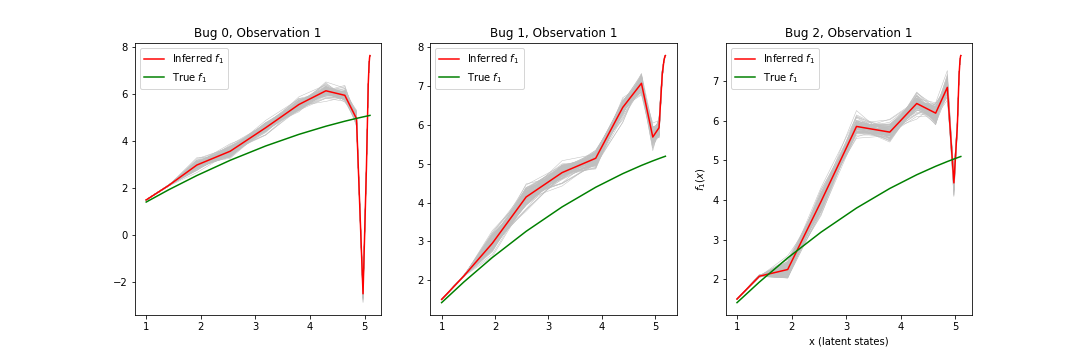 Bug 0, Observation 1
Inferred f₁
True f₁
8
6
4
2
0
−2
1 2 3 4 5
Bug 1, Observation 1
Inferred f₁
True f₁
8
7
6
5
4
3
2
1 2 3 4 5
Bug 2, Observation 1
Inferred f₁
True f₁
f₁(x)
7
6
5
4
3
2
1 2 3 4 5
x (latent states)